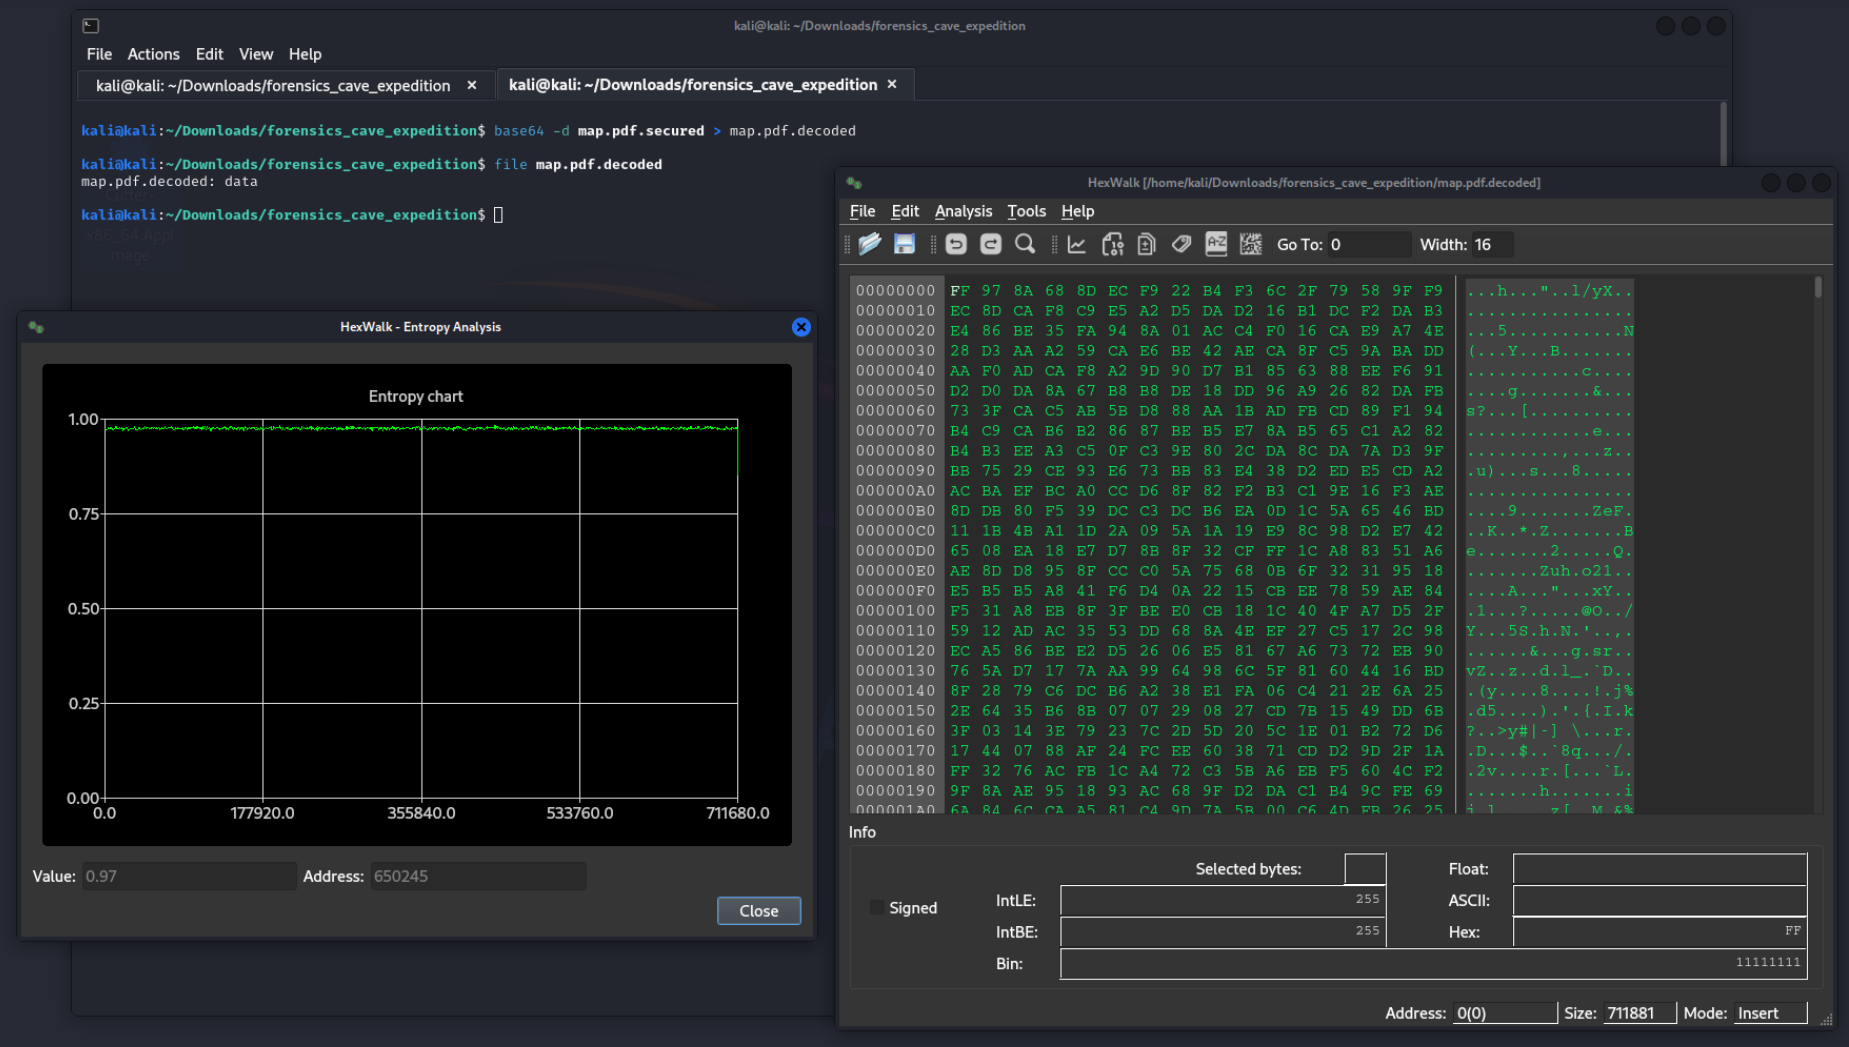 kali@kali: ~/Downloads/forensics_cave_expedition
File Actions Edit View Help
kali@kali: ~/Downloads/forensics_cave_expedition ×
kali@kali: ~/Downloads/forensics_cave_expedition ×
kali@kali:~/Downloads/forensics_cave_expedition$ base64 -d map.pdf.secured > map.pdf.decoded
kali@kali:~/Downloads/forensics_cave_expedition$ file map.pdf.decoded
map.pdf.decoded: data
kali@kali:~/Downloads/forensics_cave_expedition$
x86_64.AppI
mage
HexWalk - Entropy Analysis
Entropy chart
1.00
0.75
0.50
0.25
0.00
0.0 177920.0 355840.0 533760.0 711680.0
Value: 0.97 Address: 650245
Close
HexWalk [/home/kali/Downloads/forensics_cave_expedition/map.pdf.decoded]
File Edit Analysis Tools Help
Go To: 0 Width: 16
00000000 FF 97 8A 68 8D EC F9 22 B4 F3 6C 2F 79 58 9F F9 ...h..."..l/yX..
00000010 EC 8D CA F8 C9 E5 A2 D5 DA D2 16 B1 DC F2 DA B3 ................
00000020 E4 86 BE 35 FA 94 8A 01 AC C4 F0 16 CA E9 A7 4E ...5...........N
00000030 28 D3 AA A2 59 CA E6 BE 42 AE CA 8F C5 9A BA DD (...Y...B.......
00000040 AA F0 AD CA F8 A2 9D 90 D7 B1 85 63 88 EE F6 91 ...........c....
00000050 D2 D0 DA 8A 67 B8 B8 DE 18 DD 96 A9 26 82 DA FB ....g.......&...
00000060 73 3F CA C5 AB 5B D8 88 AA 1B AD FB CD 89 F1 94 s?...[..........
00000070 B4 C9 CA B6 B2 86 87 BE B5 E7 8A B5 65 C1 A2 82 ............e...
00000080 B4 B3 EE A3 C5 0F C3 9E 80 2C DA 8C DA 7A D3 9F .........,...z..
00000090 BB 75 29 CE 93 E6 73 BB 83 E4 38 D2 ED E5 CD A2 .u)...s...8.....
000000A0 AC BA EF BC A0 CC D6 8F 82 F2 B3 C1 9E 16 F3 AE ................
000000B0 8D DB 80 F5 39 DC C3 DC B6 EA 0D 1C 5A 65 46 BD ....9.......ZeF.
000000C0 11 1B 4B A1 1D 2A 09 5A 1A 19 E9 8C 98 D2 E7 42 ..K..*.Z.......B
000000D0 65 08 EA 18 E7 D7 8B 8F 32 CF FF 1C A8 83 51 A6 e.......2.....Q.
000000E0 AE 8D D8 95 8F CC C0 5A 75 68 0B 6F 32 31 95 18 .......Zuh.o21..
000000F0 E5 B5 B5 A8 41 F6 D4 0A 22 15 CB EE 78 59 AE 84 ....A..."...xY..
00000100 F5 31 A8 EB 8F 3F BE E0 CB 18 1C 40 4F A7 D5 2F .1...?.....@O../
00000110 59 12 AD AC 35 53 DD 68 8A 4E EF 27 C5 17 2C 98 Y...5S.h.N.'..,.
00000120 EC A5 86 BE E2 D5 26 06 E5 81 67 A6 73 72 EB 90 ......&...g.sr..
00000130 76 5A D7 17 7A AA 99 64 98 6C 5F 81 60 44 16 BD vZ..z..d.l_.`D..
00000140 8F 28 79 C6 DC B6 A2 38 E1 FA 06 C4 21 2E 6A 25 .(y....8....!.j%
00000150 2E 64 35 B6 8B 07 07 29 08 27 CD 7B 15 49 DD 6B .d5....).'.{.I.k
00000160 3F 03 14 3E 79 23 7C 2D 5D 20 5C 1E 01 B2 72 D6 ?..>y#|-] \...r.
00000170 17 44 07 88 AF 24 FC EE 60 38 71 CD D2 9D 2F 1A .D...$..`8q.../.
00000180 FF 32 76 AC FB 1C A4 72 C3 5B A6 EB F5 60 4C F2 .2v....r.[...`L.
00000190 9F 8A AE 95 18 93 AC 68 9F D2 DA C1 B4 9C FE 69 .......h.......i
000001A0 6A 84 6C CA A5 81 C4 9D 7A 5B 00 C6 4D FB 26 25 j.l.....z[..M.&%
Info
Selected bytes: Float:
Signed IntLE: 255 ASCII:
IntBE: 255 Hex: FF
Bin: 11111111
Address: 0(0) Size: 711881 Mode: Insert